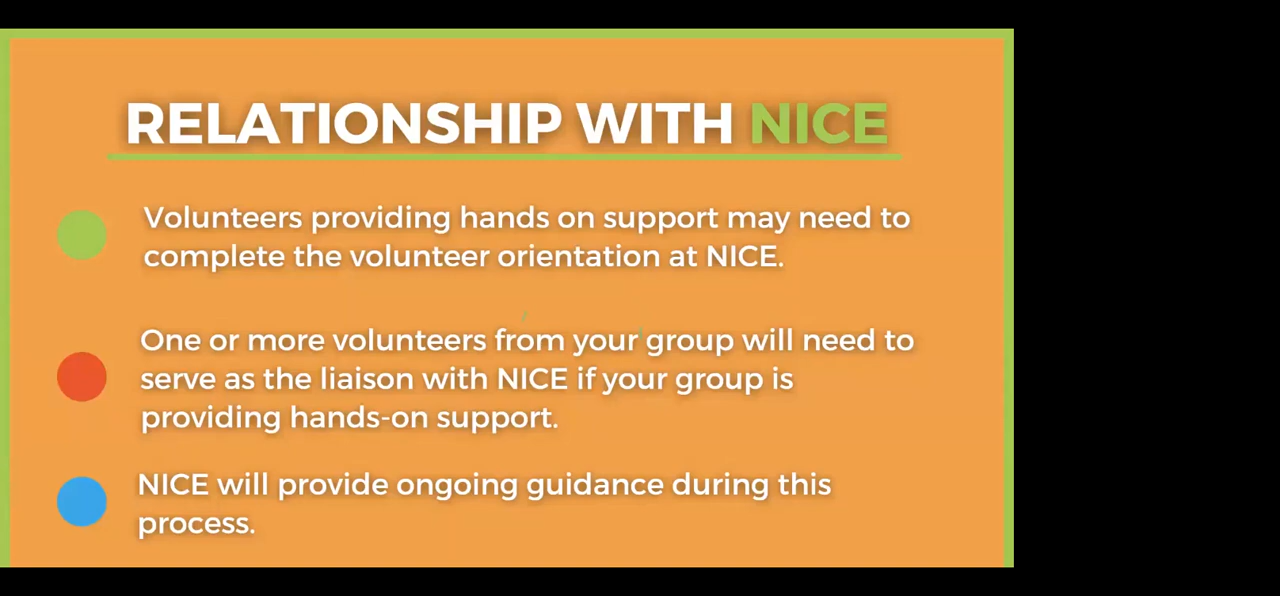 RELATIONSHIP WITH NICE
Volunteers providing hands on support may need to
complete the volunteer orientation at NICE.
One or more volunteers from your group will need to
serve as the liaison with NICE if your group is
providing hands-on support.
NICE will provide ongoing guidance during this
process.